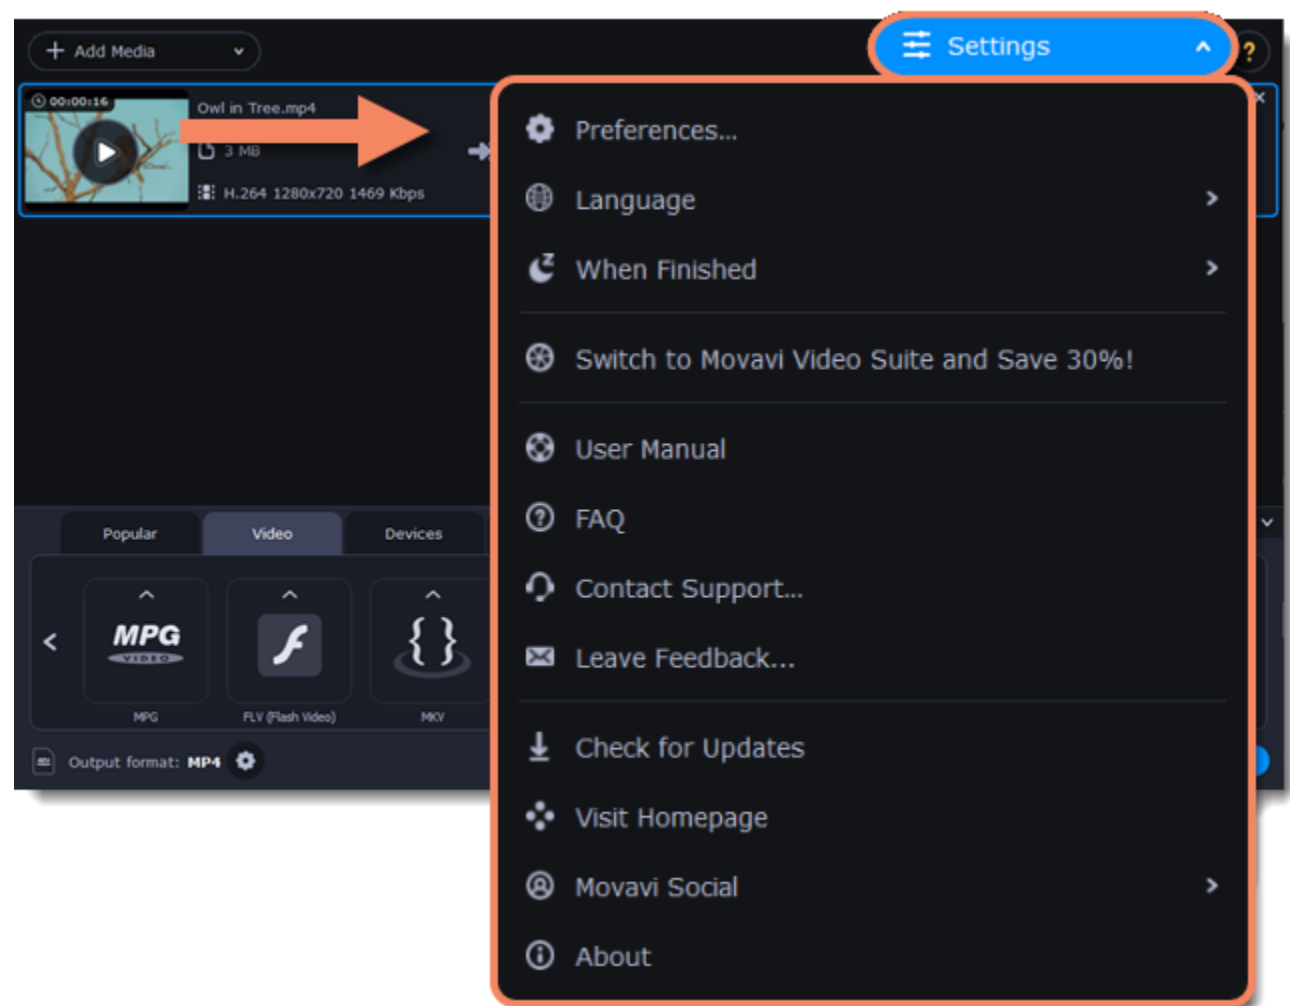 Add Media
Settings
?
00:00:16
Owl in Tree.mp4
3 MB
H.264 1280x720 1469 Kbps
Preferences...
Language
When Finished
Switch to Movavi Video Suite and Save 30%!
User Manual
FAQ
Contact Support...
Leave Feedback...
Check for Updates
Visit Homepage
Movavi Social
About
Popular
Video
Devices
MPG
VIDEO
MPG
FLV (Flash Video)
MKV
Output format: MP4